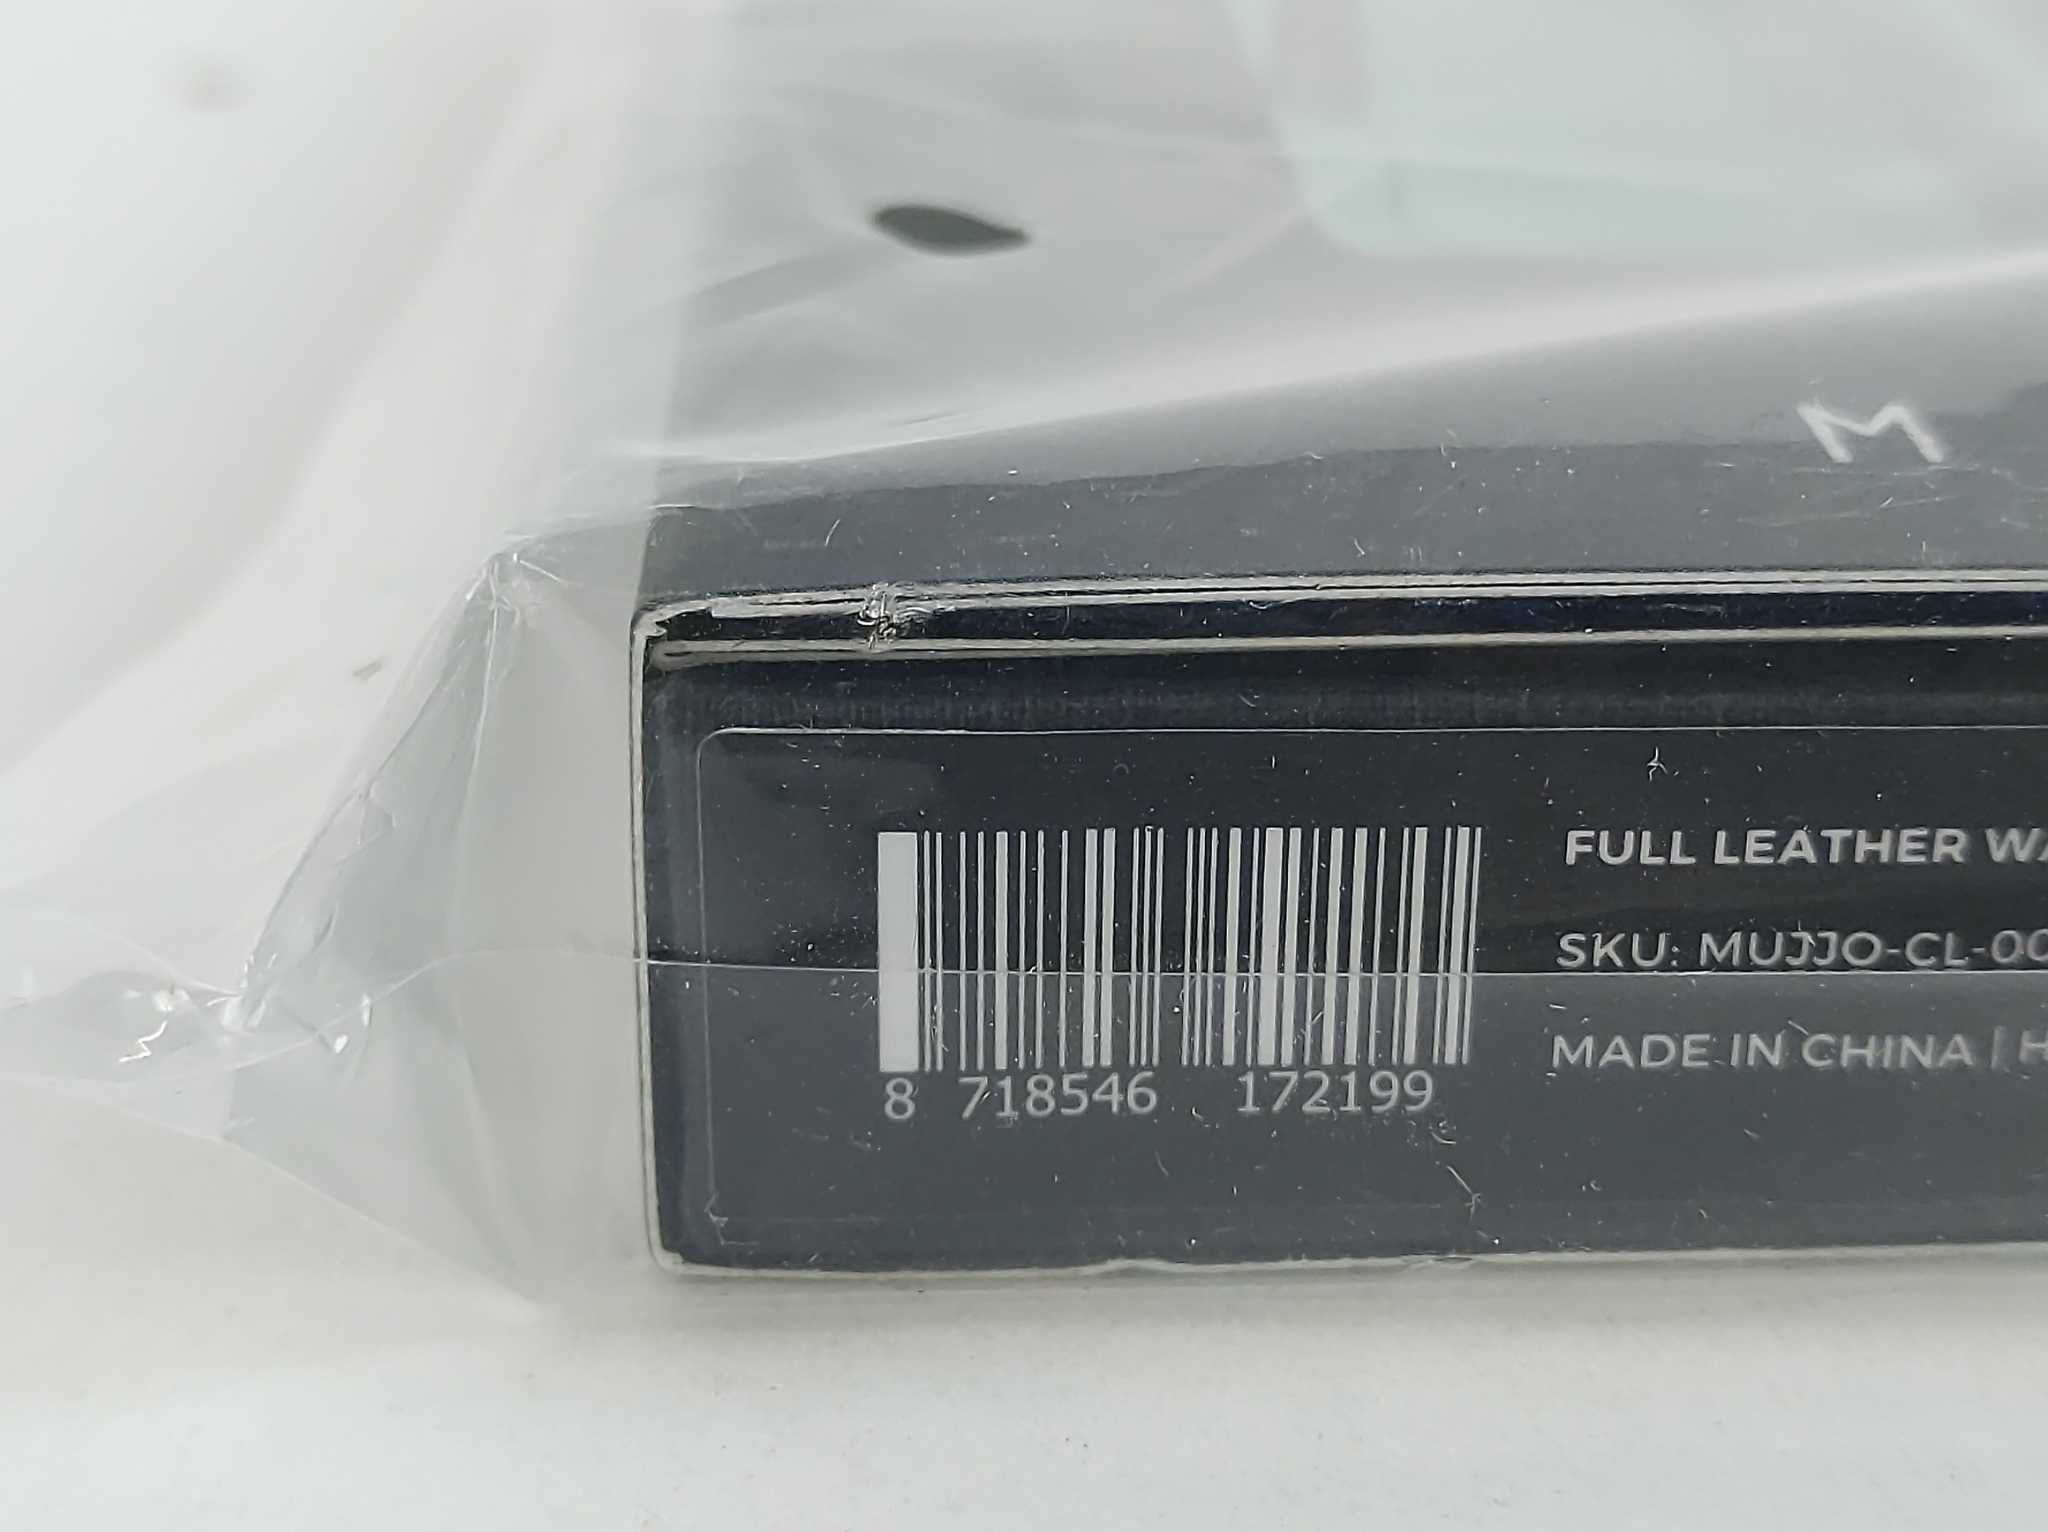 M
FULL LEATHER WA
SKU: MUJJO-CL-00
MADE IN CHINA | H
8 718546 172199